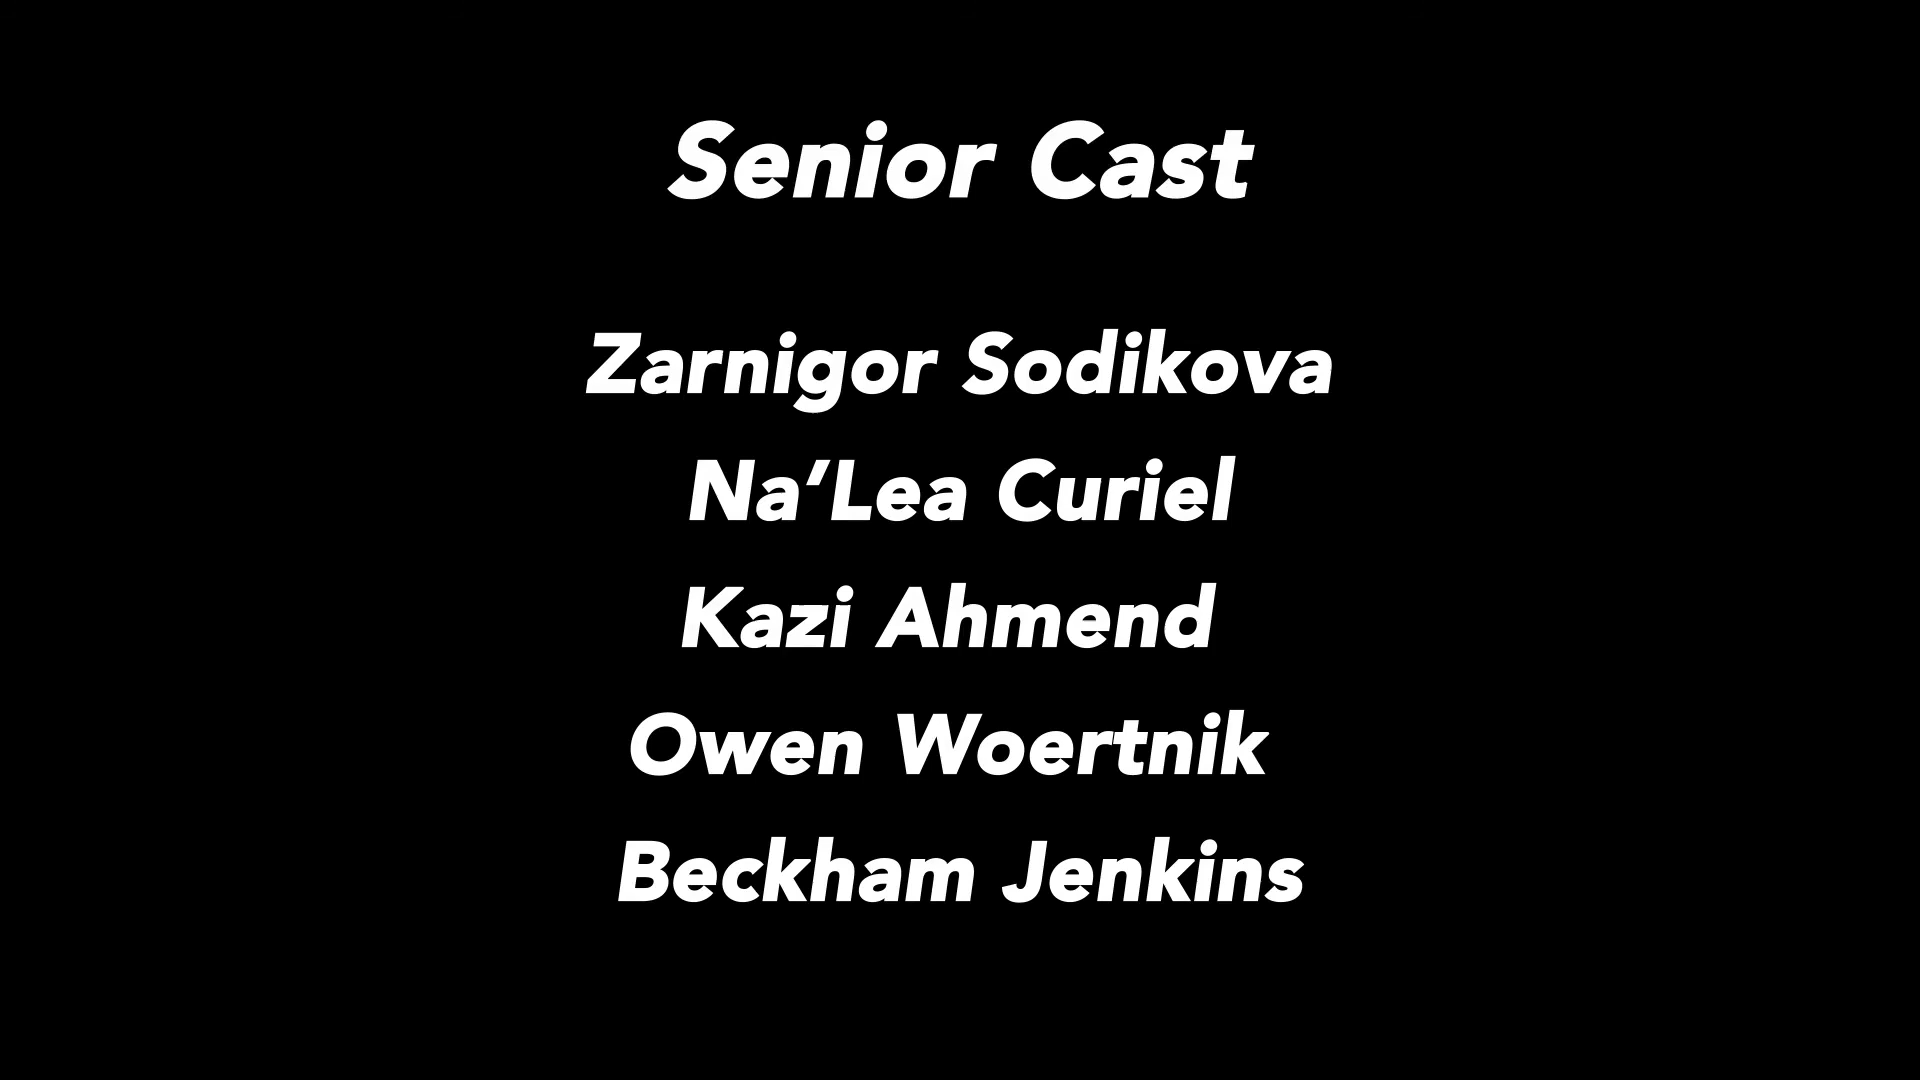 Senior Cast
Zarnigor Sodikova
Na’Lea Curiel
Kazi Ahmend
Owen Woertnik
Beckham Jenkins